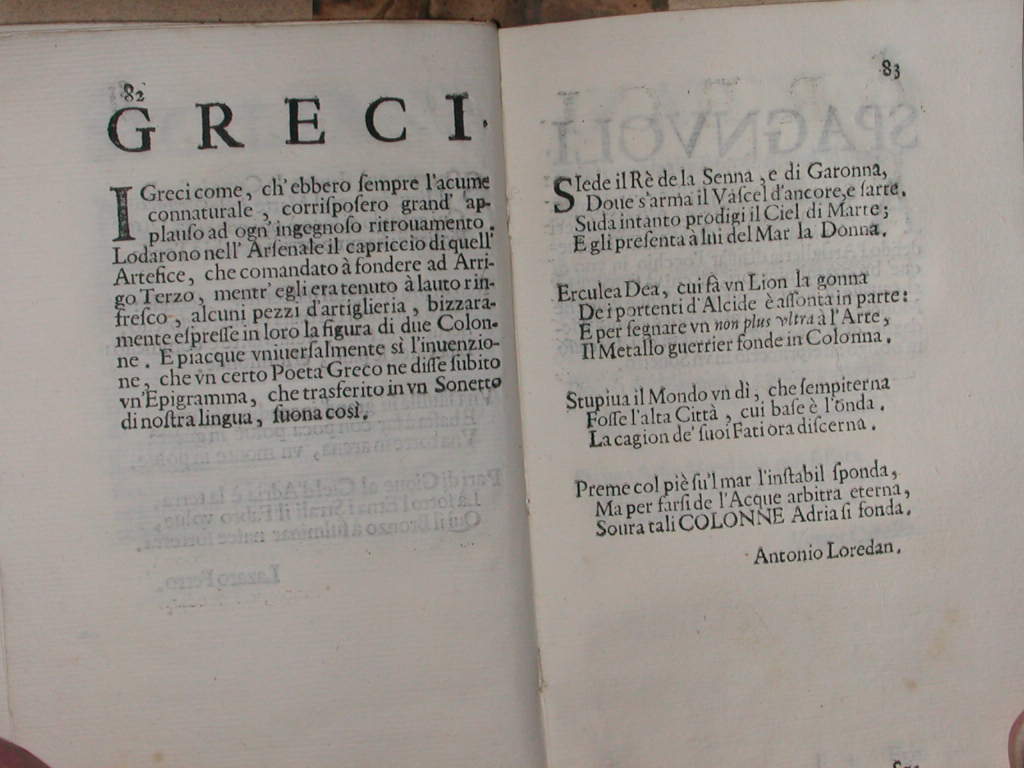 82
GRECI.
I Greci come, ch' ebbero ſempre l'acume
connaturale, corriſpoſero grand' ap-
plauſo ad ogn' ingegnoſo ritrouamento.
Lodarono nell' Arſenale il capriccio di quell'
Artefice, che comandato à fondere ad Arri-
go Terzo, mentr' egli era tenuto à lauto rin-
freſco, alcuni pezzi d'artiglieria, bizzara-
mente eſpreſſe in loro la figura di due Colon-
ne. E piacque vniuerſalmente sì l'inuenzio-
ne, che vn certo Poeta Greco ne diſſe ſubito
vn'Epigramma, che trasferito in vn Sonetto
di noſtra lingua, ſuona così.
83
SIede il Rè de la Senna, e di Garonna,
Doue s'arma il Vaſcel d'ancore, e ſarte.
Suda intanto prodigi il Ciel di Marte;
E gli preſenta à lui del Mar la Donna.
Erculea Dea, cui fà vn Lion la gonna
De i portenti d'Alcide è aſſonta in parte:
E per ſegnare vn non plus vltra à l'Arte,
Il Metallo guerrier fonde in Colonna.
Stupiua il Mondo vn dì, che ſempiterna
Foſſe l'alta Città, cui baſe è l'onda.
La cagion de' ſuoi Fati ora diſcerna.
Preme col piè ſu'l mar l'inſtabil ſponda,
Ma per farſi de l'Acque arbitra eterna,
Soura tali COLONNE Adria ſi fonda.
Antonio Loredan.